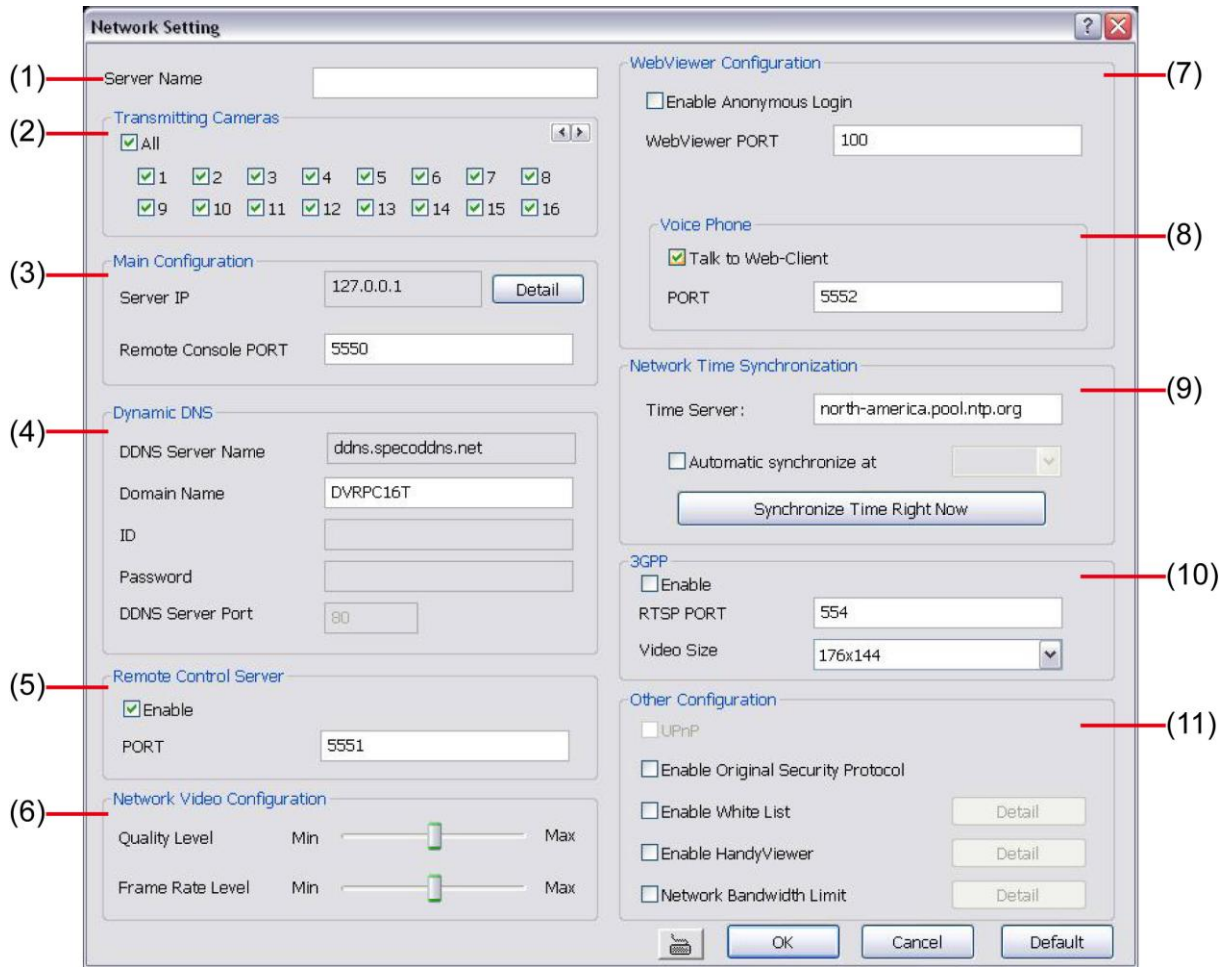 Network Setting
(1)
Server Name
(2)
Transmitting Cameras
All
1 2 3 4 5 6 7 8
9 10 11 12 13 14 15 16
(3)
Main Configuration
Server IP 127.0.0.1 Detail
Remote Console PORT 5550
(4)
Dynamic DNS
DDNS Server Name ddns.specoddns.net
Domain Name DVRPC16T
ID
Password
DDNS Server Port 80
(5)
Remote Control Server
Enable
PORT 5551
(6)
Network Video Configuration
Quality Level Min Max
Frame Rate Level Min Max
WebViewer Configuration
(7)
Enable Anonymous Login
WebViewer PORT 100
Voice Phone
(8)
Talk to Web-Client
PORT 5552
Network Time Synchronization
(9)
Time Server: north-america.pool.ntp.org
Automatic synchronize at
Synchronize Time Right Now
3GPP
(10)
Enable
RTSP PORT 554
Video Size 176x144
Other Configuration
(11)
UPnP
Enable Original Security Protocol
Enable White List Detail
Enable HandyViewer Detail
Network Bandwidth Limit Detail
OK Cancel Default